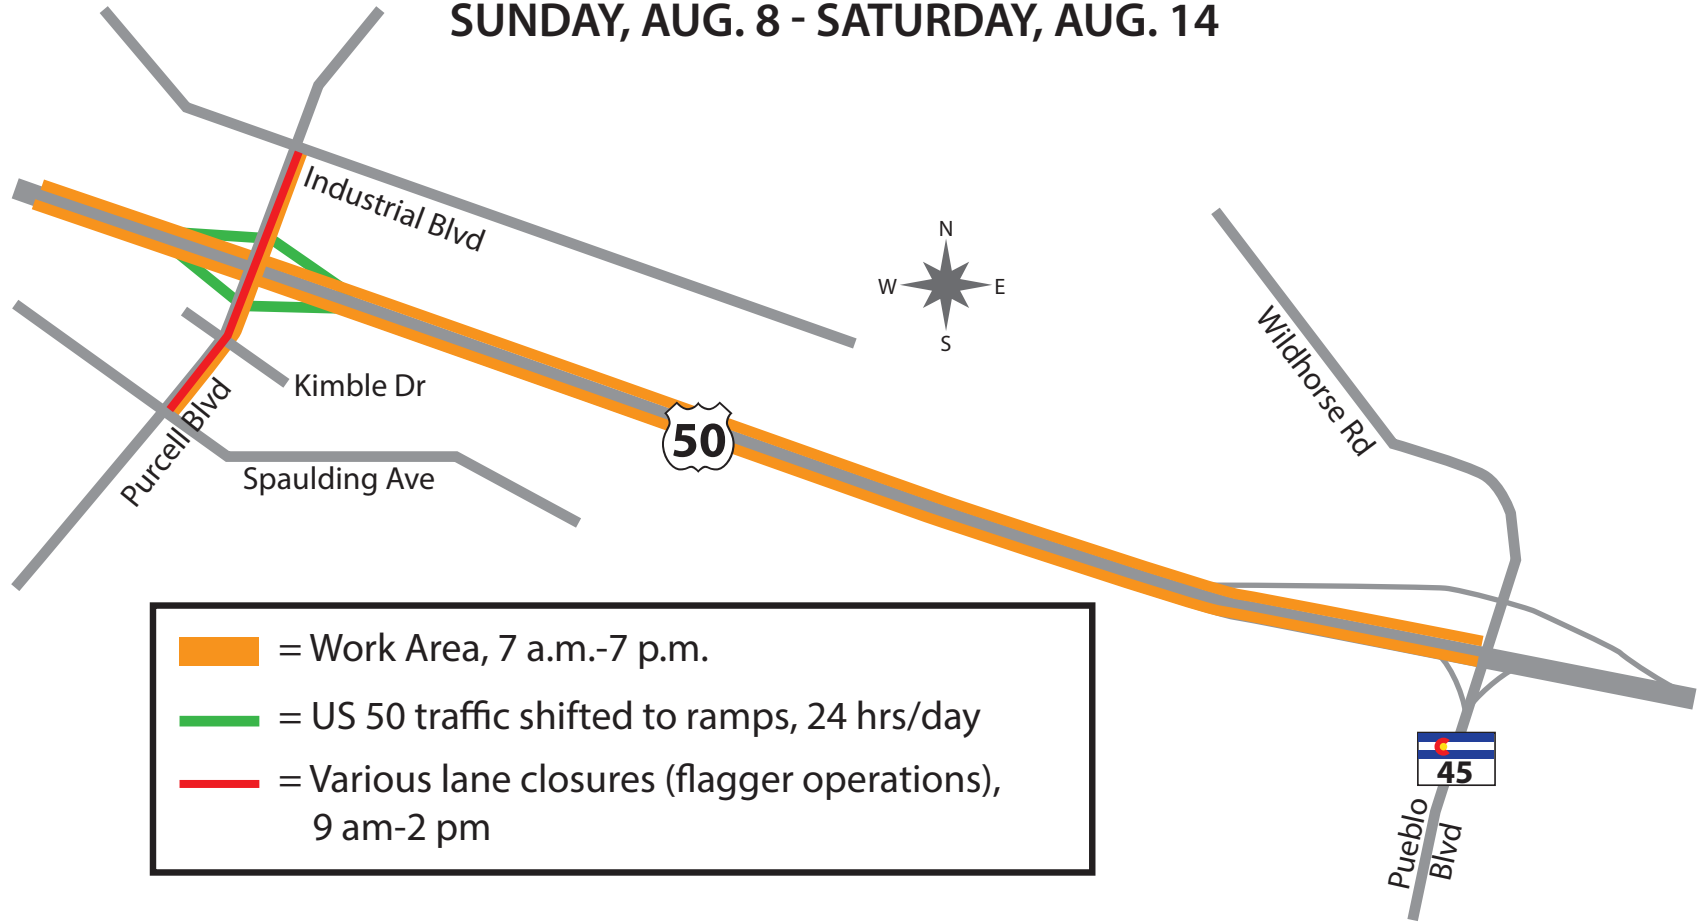 SUNDAY, AUG. 8 - SATURDAY, AUG. 14
Industrial Blvd
N
W
E
S
Wildhorse Rd
Kimble Dr
Purcell Blvd
50
Spaulding Ave
= Work Area, 7 a.m.-7 p.m.
= US 50 traffic shifted to ramps, 24 hrs/day
= Various lane closures (flagger operations),
9 am-2 pm
45
Pueblo
Blvd